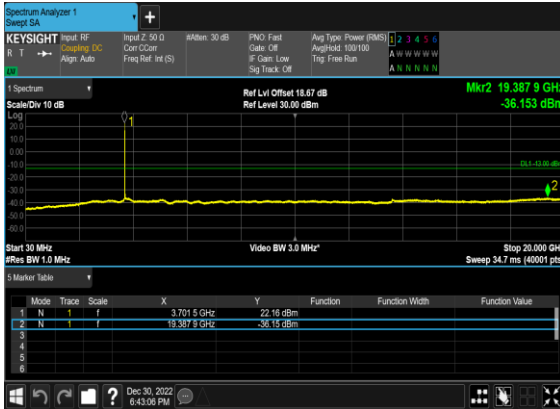 Spectrum Analyzer 1
Swept SA
+
KEYSIGHT Input: RF Input Z: 50 Ω #Atten: 30 dB PNO: Fast Avg Type: Power (RMS) 1 2 3 4 5 6
R T Coupling: DC Corr CCorr Gate: Off Avg|Hold: 100/100 A W W W W W
Align: Auto Freq Ref: Int (S) IF Gain: Low Trig: Free Run
LXI Sig Track: Off A N N N N N
1 Spectrum Ref Lvl Offset 18.67 dB Mkr2 19.387 9 GHz
Scale/Div 10 dB Ref Level 30.00 dBm -36.153 dBm
Log
1
20.0
10.0
0.00
-10.0 DL1 -13.00 dBm
-20.0
-30.0 2
-40.0
-50.0
-60.0
Start 30 MHz Video BW 3.0 MHz* Stop 20.000 GHz
#Res BW 1.0 MHz Sweep 34.7 ms (40001 pts)
5 Marker Table
Mode Trace Scale X Y Function Function Width Function Value
1 N 1 f 3.701 5 GHz 22.16 dBm
2 N 1 f 19.387 9 GHz -36.15 dBm
3
4
5
6
? Dec 30, 2022
6:43:06 PM